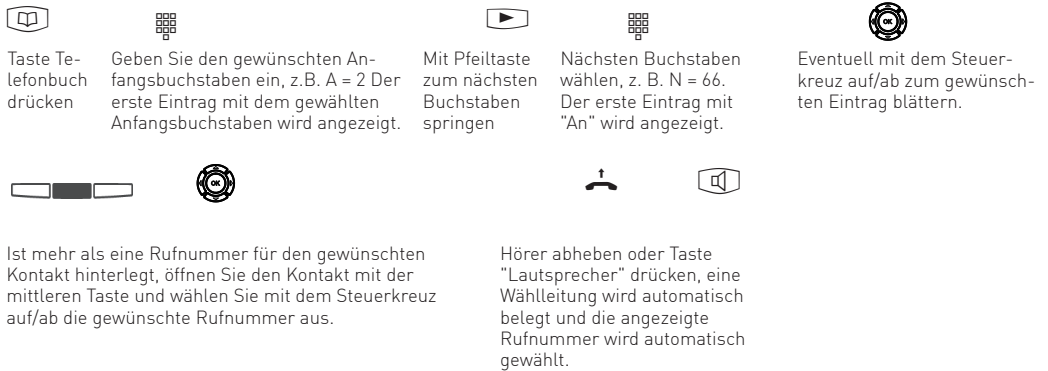 Taste Te-
lefonbuch
drücken
Geben Sie den gewünschten An-
fangsbuchstaben ein, z.B. A = 2 Der
erste Eintrag mit dem gewählten
Anfangsbuchstaben wird angezeigt.
Mit Pfeiltaste
zum nächsten
Buchstaben
springen
Nächsten Buchstaben
wählen, z. B. N = 66.
Der erste Eintrag mit
"An" wird angezeigt.
OK
Eventuell mit dem Steuer-
kreuz auf/ab zum gewünsch-
ten Eintrag blättern.
OK
Ist mehr als eine Rufnummer für den gewünschten
Kontakt hinterlegt, öffnen Sie den Kontakt mit der
mittleren Taste und wählen Sie mit dem Steuerkreuz
auf/ab die gewünschte Rufnummer aus.
Hörer abheben oder Taste
"Lautsprecher" drücken, eine
Wählleitung wird automatisch
belegt und die angezeigte
Rufnummer wird automatisch
gewählt.